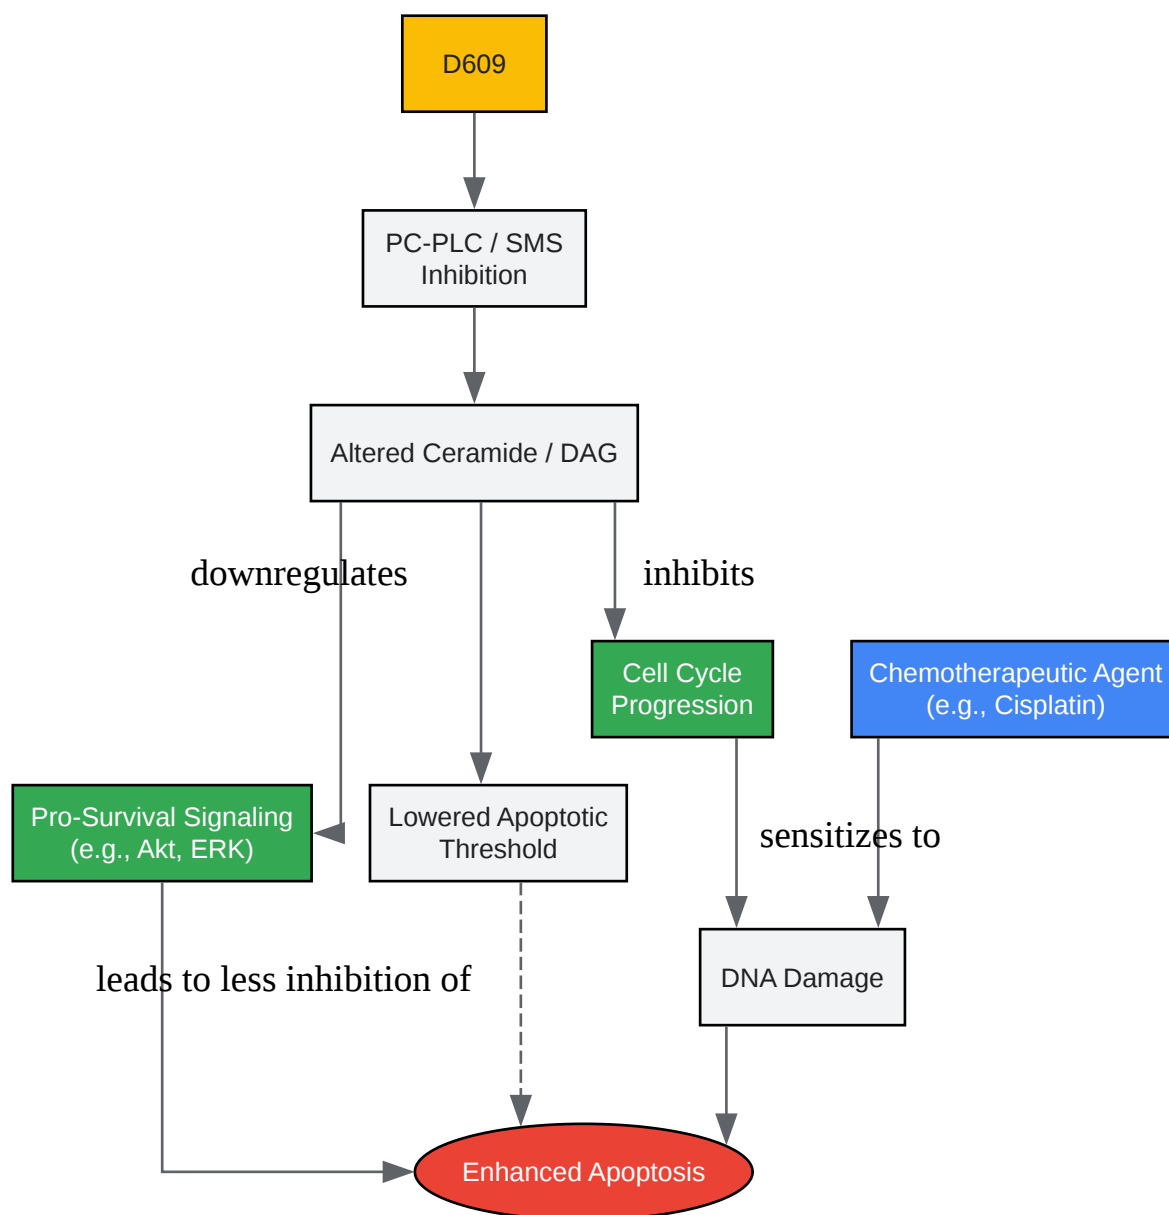 D609
PC-PLC / SMS
Inhibition
Altered Ceramide / DAG
downregulates
inhibits
Cell Cycle
Progression
Chemotherapeutic Agent
(e.g., Cisplatin)
Pro-Survival Signaling
(e.g., Akt, ERK)
Lowered Apoptotic
Threshold
sensitizes to
leads to less inhibition of
DNA Damage
Enhanced Apoptosis